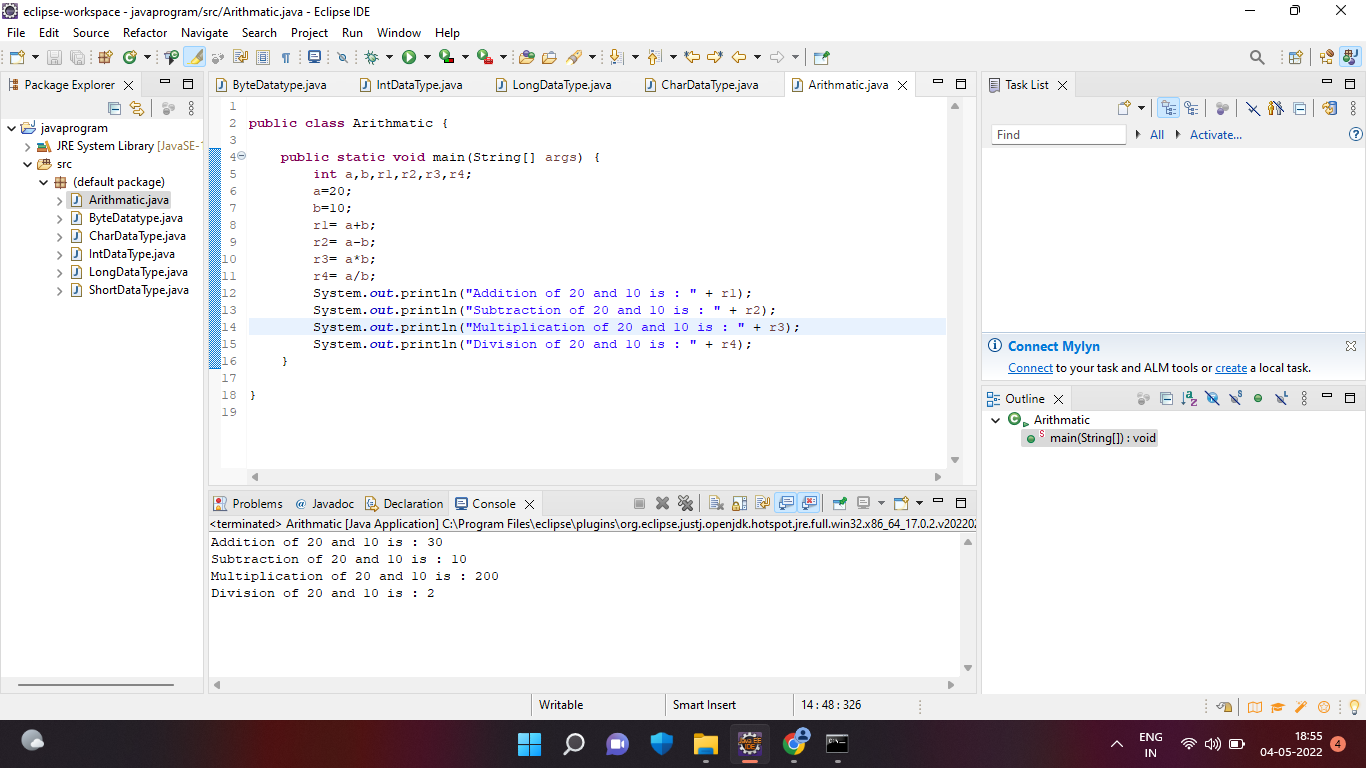 eclipse-workspace - javaprogram/src/Arithmatic.java - Eclipse IDE
File Edit Source Refactor Navigate Search Project Run Window Help
Package Explorer
javaprogram
JRE System Library [JavaSE-1
src
(default package)
Arithmatic.java
ByteDatatype.java
CharDataType.java
IntDataType.java
LongDataType.java
ShortDataType.java
ByteDatatype.java IntDataType.java LongDataType.java CharDataType.java Arithmatic.java
1
2 public class Arithmatic {
3
4 public static void main(String[] args) {
5 int a,b,r1,r2,r3,r4;
6 a=20;
7 b=10;
8 r1= a+b;
9 r2= a-b;
10 r3= a*b;
11 r4= a/b;
12 System.out.println("Addition of 20 and 10 is : " + r1);
13 System.out.println("Subtraction of 20 and 10 is : " + r2);
14 System.out.println("Multiplication of 20 and 10 is : " + r3);
15 System.out.println("Division of 20 and 10 is : " + r4);
16 }
17
18 }
19
Problems @ Javadoc Declaration Console
<terminated> Arithmatic [Java Application] C:\Program Files\eclipse\plugins\org.eclipse.justj.openjdk.hotspot.jre.full.win32.x86_64_17.0.2.v202202
Addition of 20 and 10 is : 30
Subtraction of 20 and 10 is : 10
Multiplication of 20 and 10 is : 200
Division of 20 and 10 is : 2
Task List
Find All Activate...
Connect Mylyn
Connect to your task and ALM tools or create a local task.
Outline
Arithmatic
main(String[]) : void
Writable Smart Insert 14 : 48 : 326
ENG
IN
18:55
04-05-2022
4